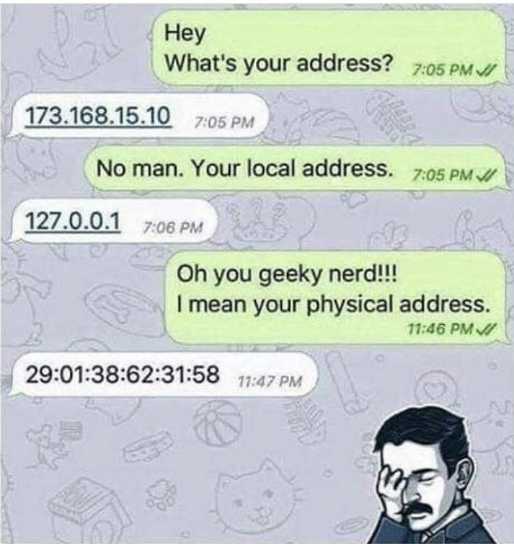 Hey
What's your address? 7:05 PM
173.168.15.10 7:05 PM
No man. Your local address. 7:05 PM
127.0.0.1 7:06 PM
Oh you geeky nerd!!!
I mean your physical address.
11:46 PM
29:01:38:62:31:58 11:47 PM